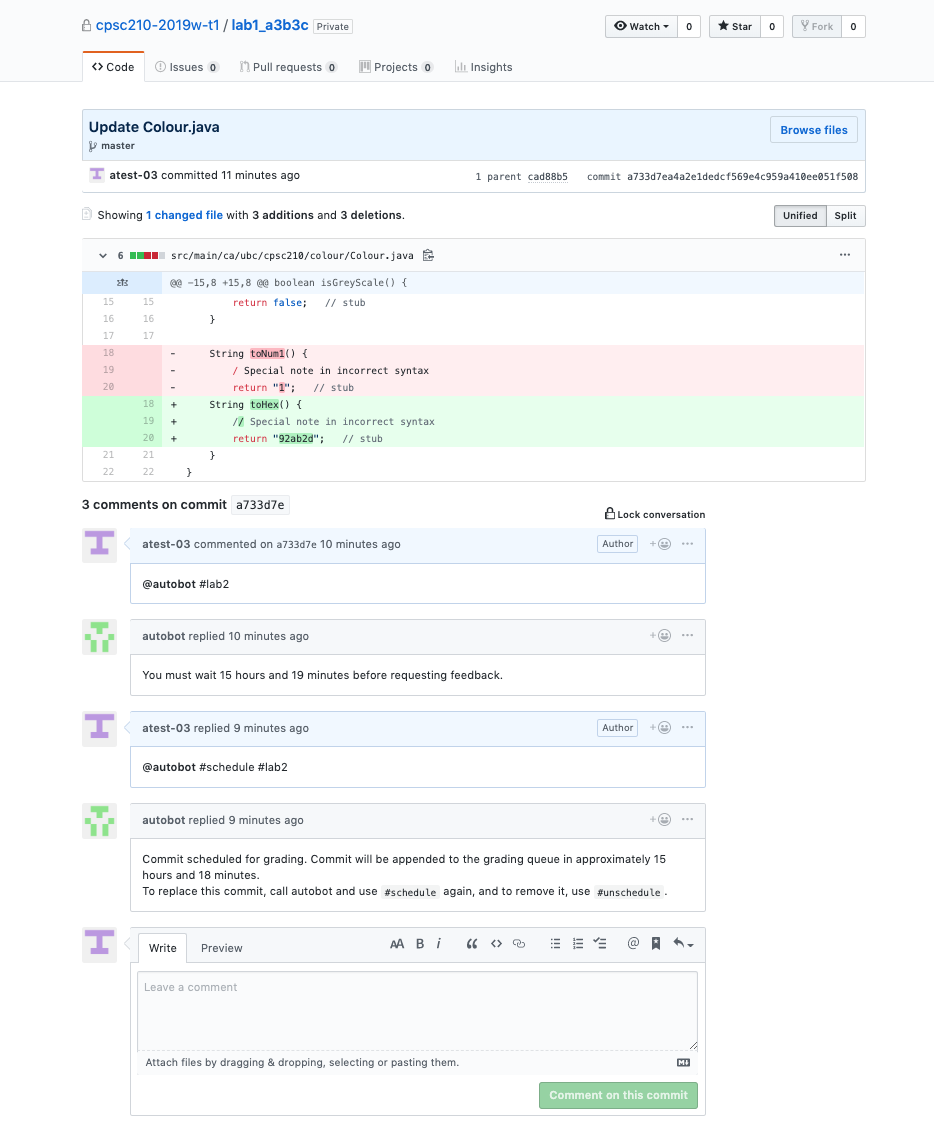 cpsc210-2019w-t1 / lab1_a3b3c Private
Watch 0 Star 0 Fork 0
Code Issues 0 Pull requests 0 Projects 0 Insights
Update Colour.java
Browse files
master
atest-03 committed 11 minutes ago
1 parent cad88b5 commit a733d7ea4a2e1dedcf569e4c959a410ee051f508
Showing 1 changed file with 3 additions and 3 deletions.
Unified Split
6 src/main/ca/ubc/cpsc210/colour/Colour.java
@@ -15,8 +15,8 @@ boolean isGreyScale() {
15 15 return false; // stub
16 16 }
17 17
18 - String toNum1() {
19 - / Special note in incorrect syntax
20 - return "1"; // stub
18 + String toHex() {
19 + // Special note in incorrect syntax
20 + return "92ab2d"; // stub
21 21 }
22 22 }
3 comments on commit a733d7e
Lock conversation
atest-03 commented on a733d7e 10 minutes ago
Author
@autobot #lab2
autobot replied 10 minutes ago
You must wait 15 hours and 19 minutes before requesting feedback.
atest-03 replied 9 minutes ago
Author
@autobot #schedule #lab2
autobot replied 9 minutes ago
Commit scheduled for grading. Commit will be appended to the grading queue in approximately 15
hours and 18 minutes.
To replace this commit, call autobot and use #schedule again, and to remove it, use #unschedule.
Write Preview
AA B i
Leave a comment
Attach files by dragging & dropping, selecting or pasting them.
Comment on this commit